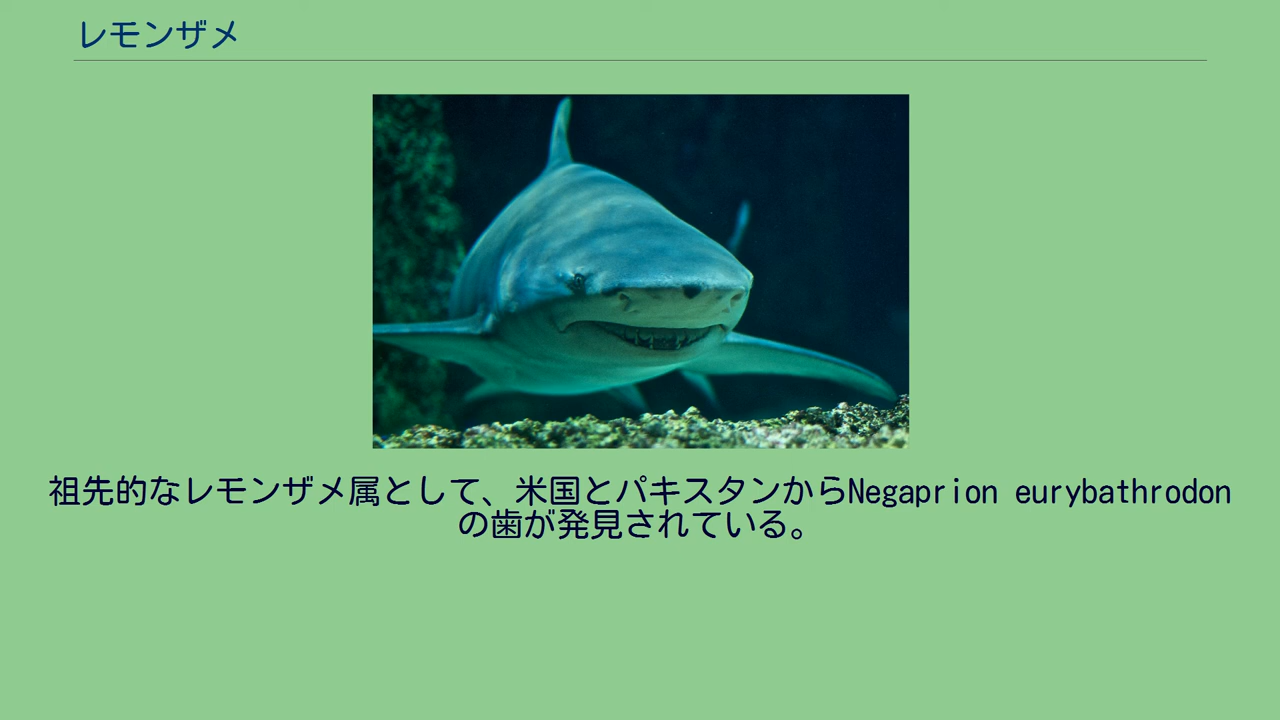 レモンザメ
祖先的なレモンザメ属として、米国とパキスタンからNegaprion eurybathrodon
の歯が発見されている。